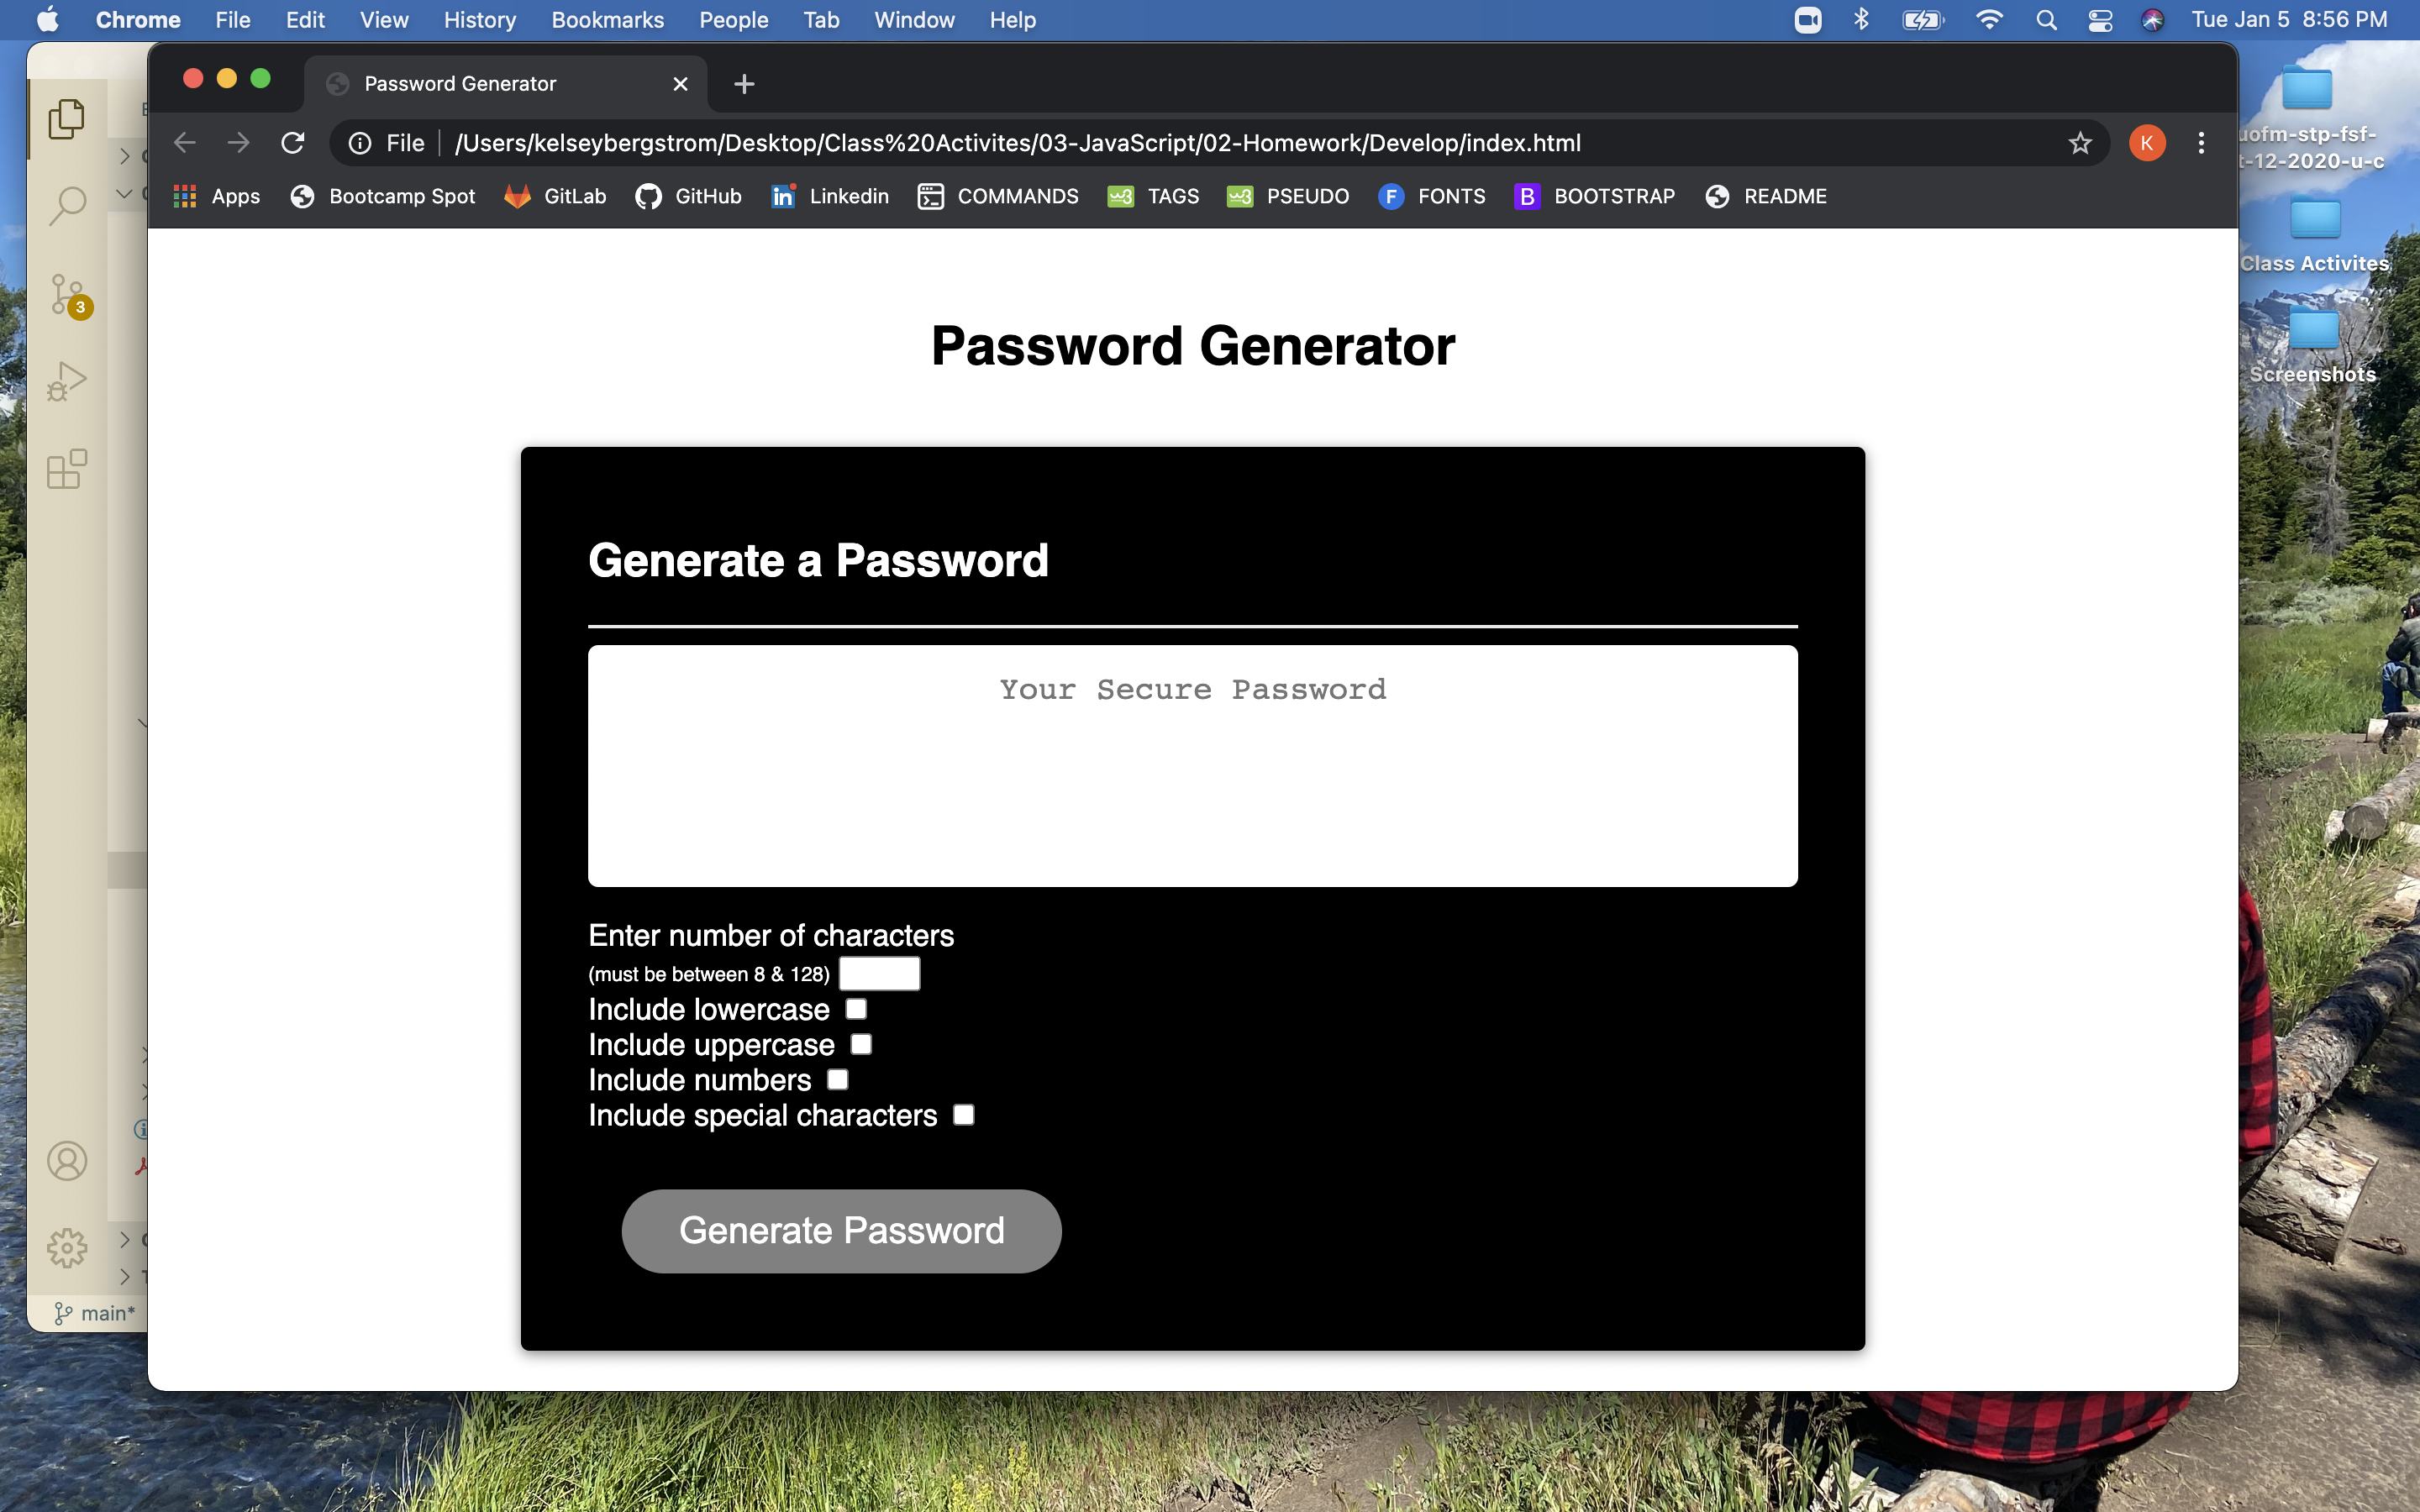 Chrome File Edit View History Bookmarks People Tab Window Help Tue Jan 5 8:56 PM
Password Generator
File /Users/kelseybergstrom/Desktop/Class%20Activites/03-JavaScript/02-Homework/Develop/index.html K
Apps Bootcamp Spot GitLab GitHub Linkedin COMMANDS TAGS PSEUDO FONTS BOOTSTRAP README
uofm-stp-fsf-
t-12-2020-u-c
Class Activites
Screenshots
3
Password Generator
Generate a Password
Your Secure Password
Enter number of characters
(must be between 8 & 128)
Include lowercase
Include uppercase
Include numbers
Include special characters
Generate Password
main*